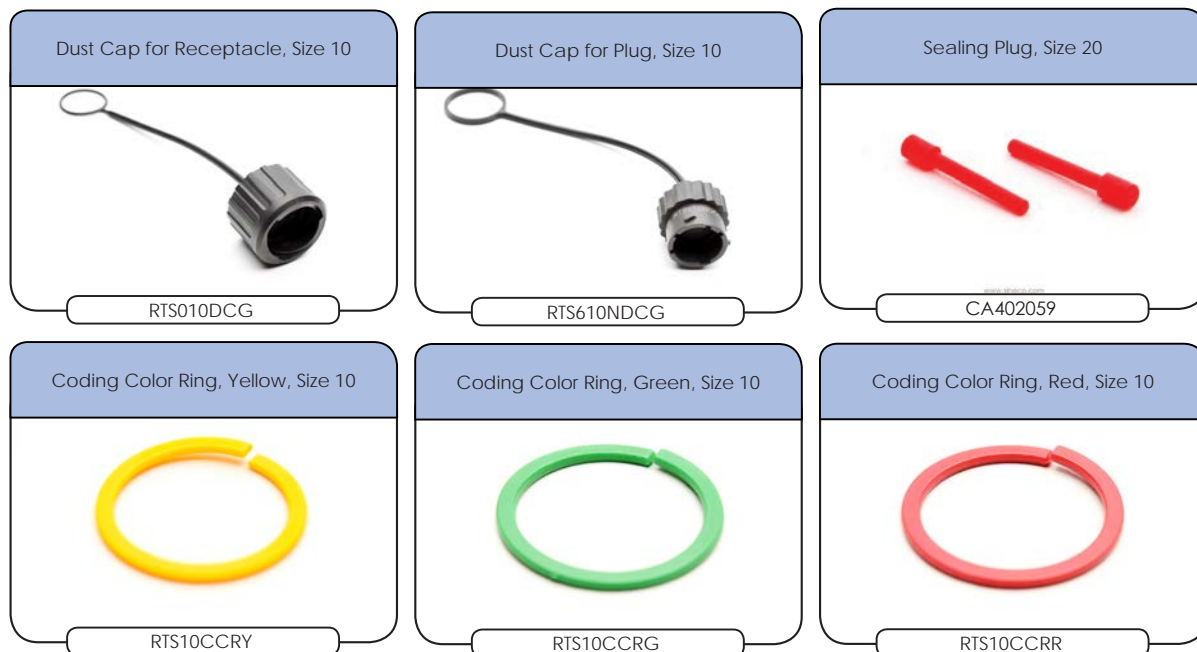 Dust Cap for Receptacle, Size 10
Dust Cap for Plug, Size 10
Sealing Plug, Size 20
RTS010DCG
RTS610NDCG
CA402059
Coding Color Ring, Yellow, Size 10
Coding Color Ring, Green, Size 10
Coding Color Ring, Red, Size 10
RTS10CCRY
RTS10CCRG
RTS10CCRR